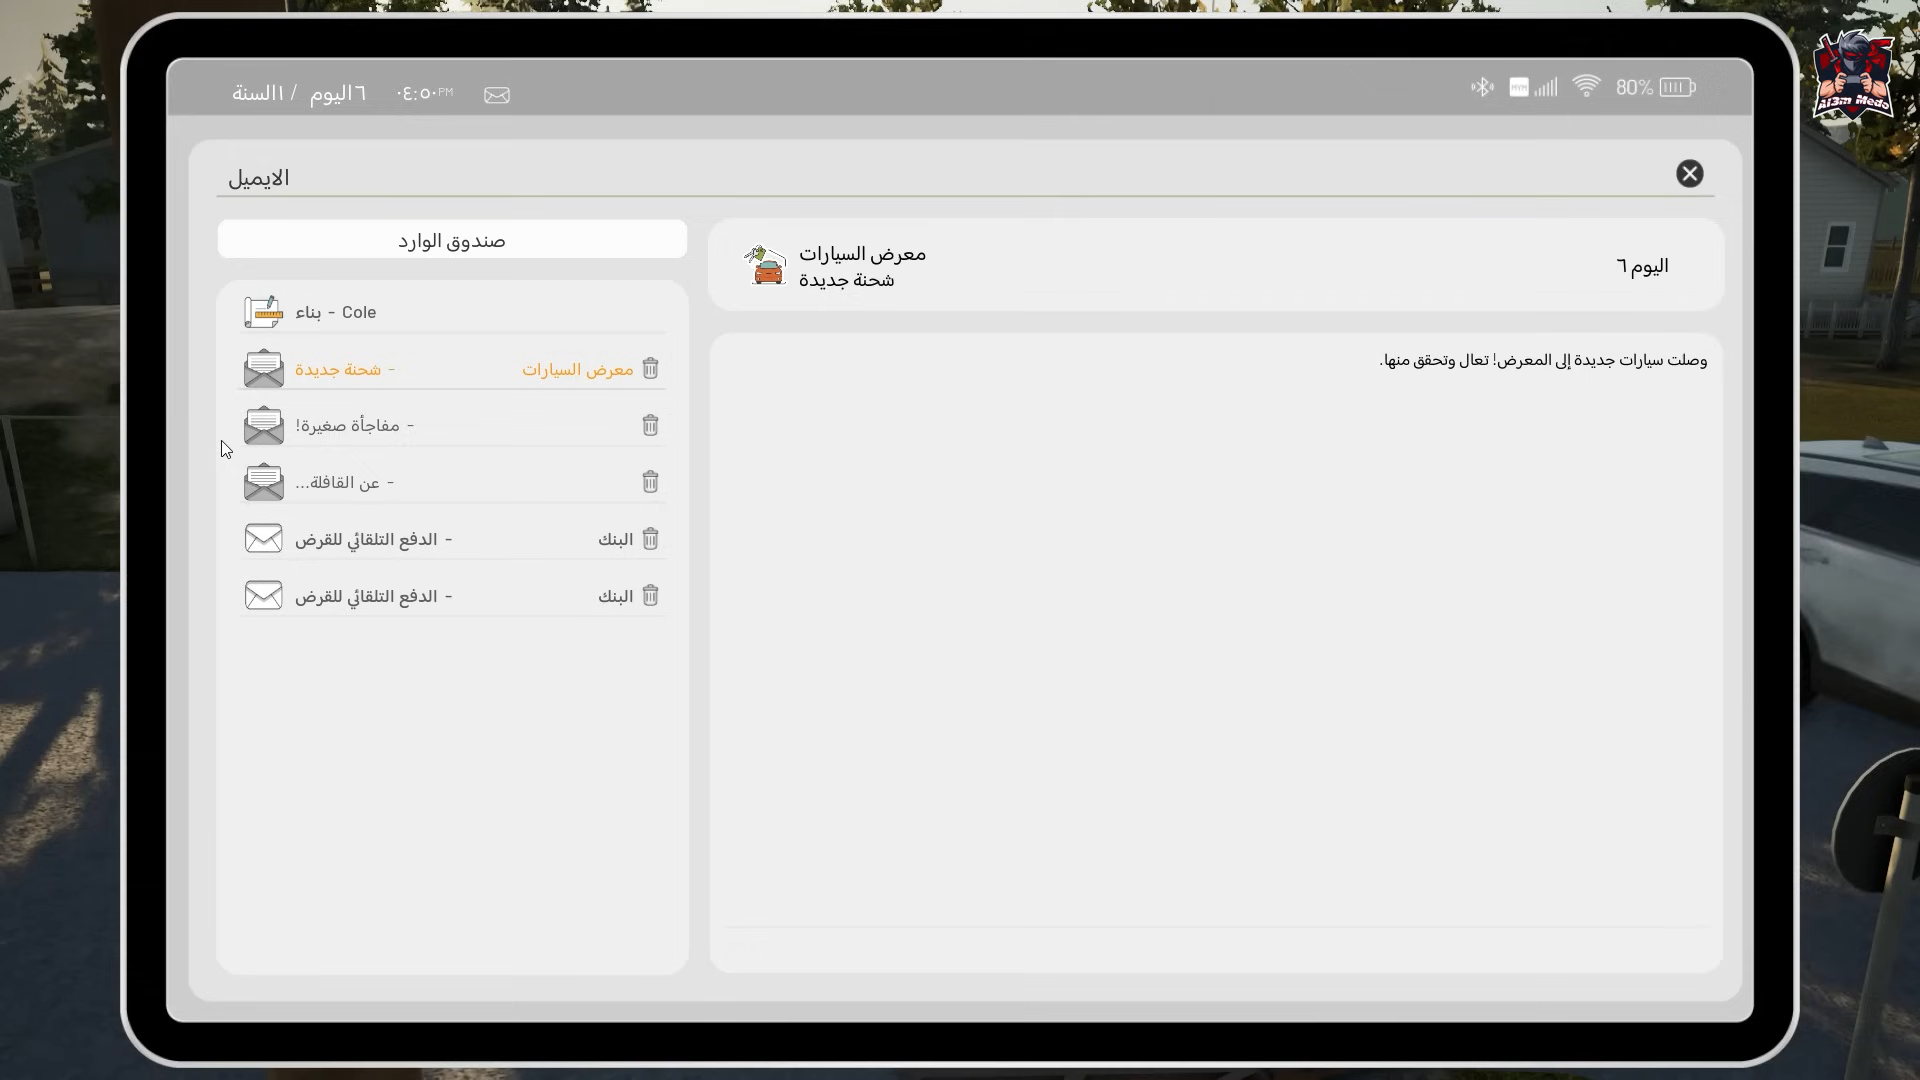 ١السنة / ٦اليوم ٠٤:٥٠PM
80%
الايميل
صندوق الوارد
Cole - بناء
شحنة جديدة - معرض السيارات
مفاجأة صغيرة! -
عن القافلة... -
الدفع التلقائي للقرض - البنك
الدفع التلقائي للقرض - البنك
معرض السيارات
شحنة جديدة
اليوم ٦
وصلت سيارات جديدة إلى المعرض! تعال وتحقق منها.
Al3m Medo